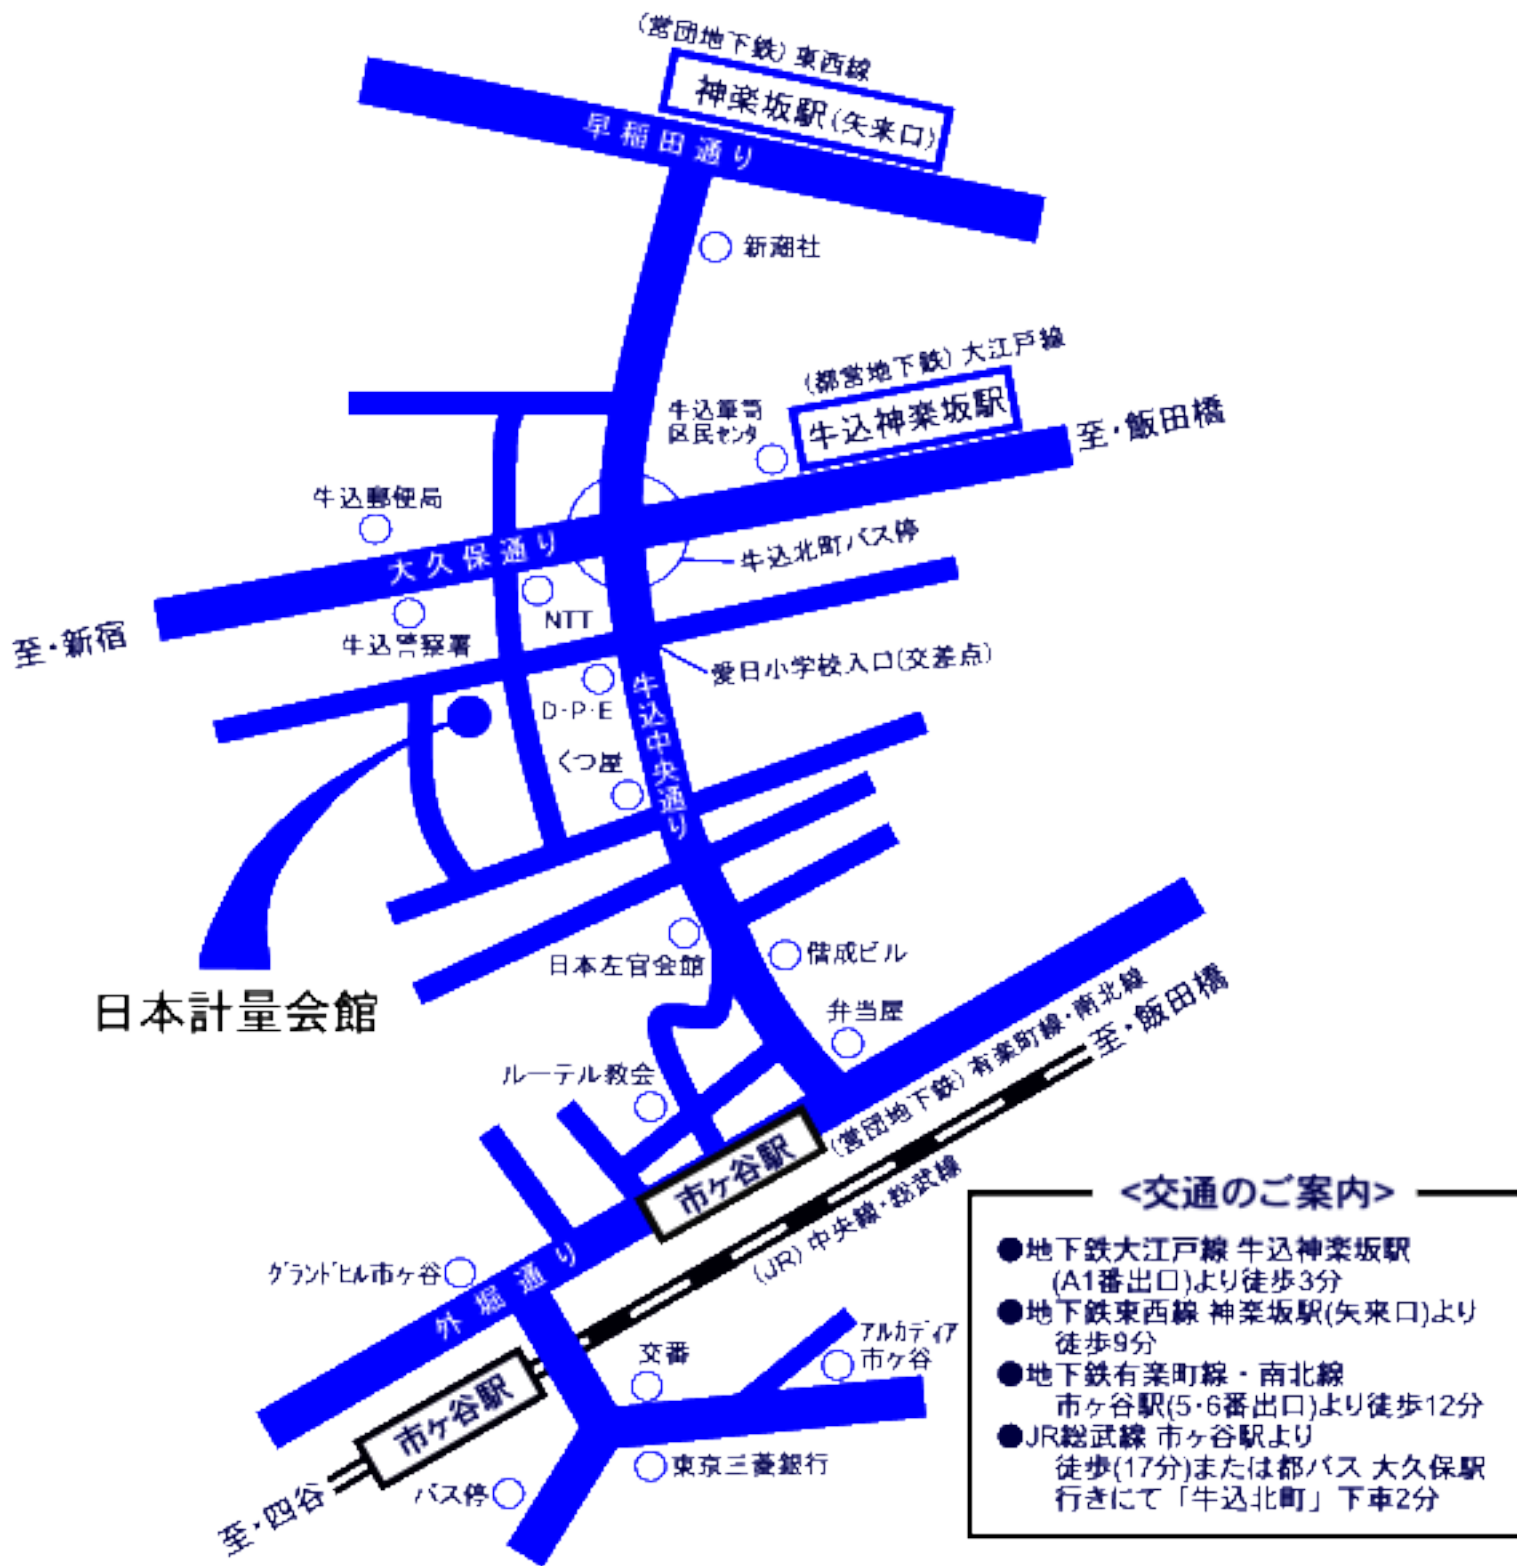 (営団地下鉄) 東西線
神楽坂駅(矢来口)
早稲田通り
新潮社
(都営地下鉄) 大江戸線
牛込神楽坂駅
至・飯田橋
牛込箪笥
区民センタ
牛込郵便局
大久保通り
牛込北町バス停
至・新宿
牛込警察署
NTT
愛日小学校入口(交差点)
D・P・E
牛込中央通り
くつ屋
日本計量会館
日本左官会館
偕成ビル
弁当屋
ルーテル教会
(営団地下鉄) 有楽町線・南北線
至・飯田橋
市ヶ谷駅
(JR) 中央線・総武線
グランドヒル市ヶ谷
外堀通り
市ヶ谷駅
交番
アルカディア
市ヶ谷
東京三菱銀行
バス停
至・四谷
<交通のご案内>
●地下鉄大江戸線 牛込神楽坂駅
(A1番出口)より徒歩3分
●地下鉄東西線 神楽坂駅(矢来口)より
徒歩9分
●地下鉄有楽町線・南北線
市ヶ谷駅(5・6番出口)より徒歩12分
●JR総武線 市ヶ谷駅より
徒歩(17分)または都バス 大久保駅
行きにて「牛込北町」下車2分